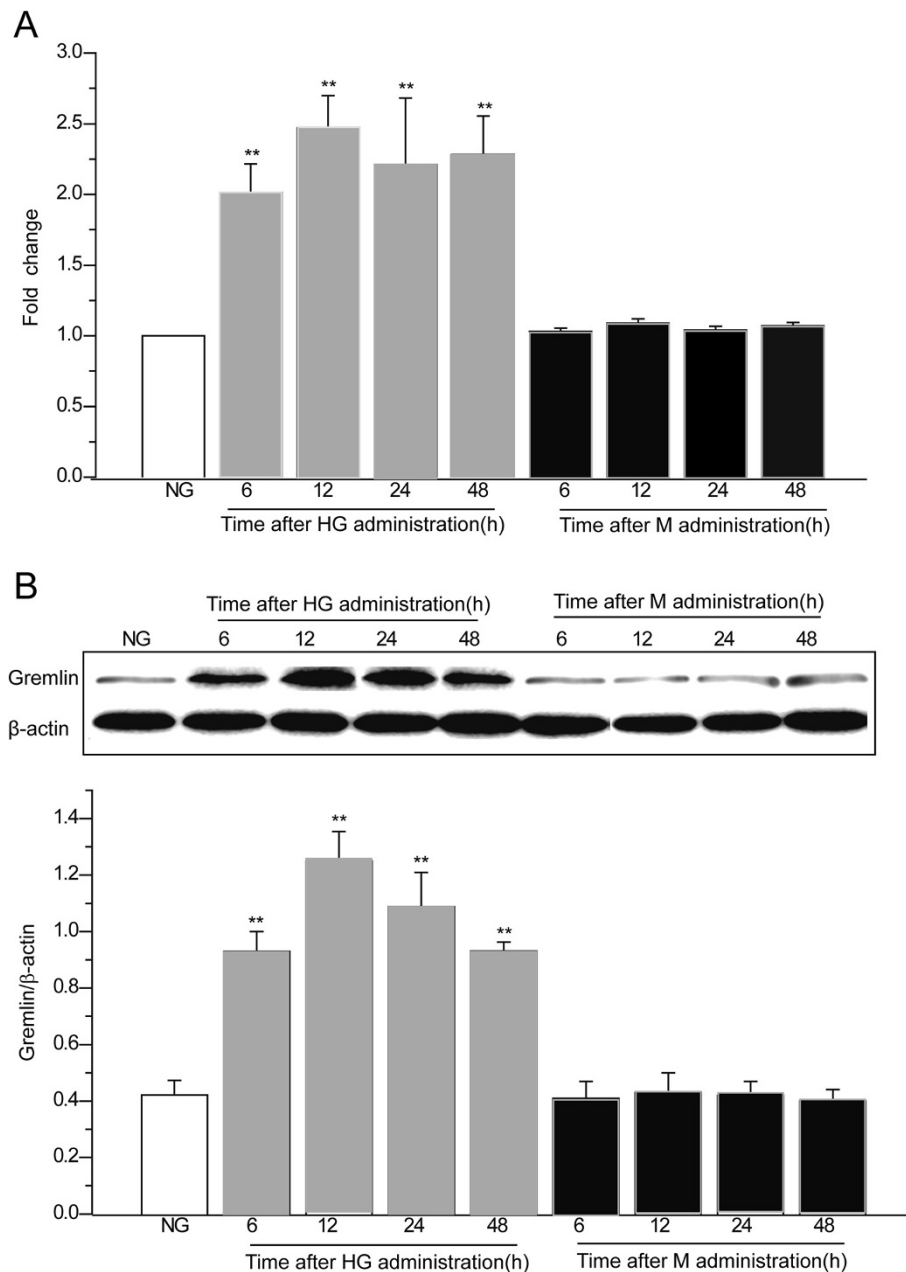 A
3.0
2.5
2.0
1.5
1.0
0.5
0.0
Fold change
** ** ** **
NG 6 12 24 48 6 12 24 48
Time after HG administration(h) Time after M administration(h)
B
Time after HG administration(h) Time after M administration(h)
NG 6 12 24 48 6 12 24 48
Gremlin
β-actin
1.4
1.2
1.0
0.8
0.6
0.4
0.2
0.0
Gremlin/β-actin
** ** ** **
NG 6 12 24 48 6 12 24 48
Time after HG administration(h) Time after M administration(h)